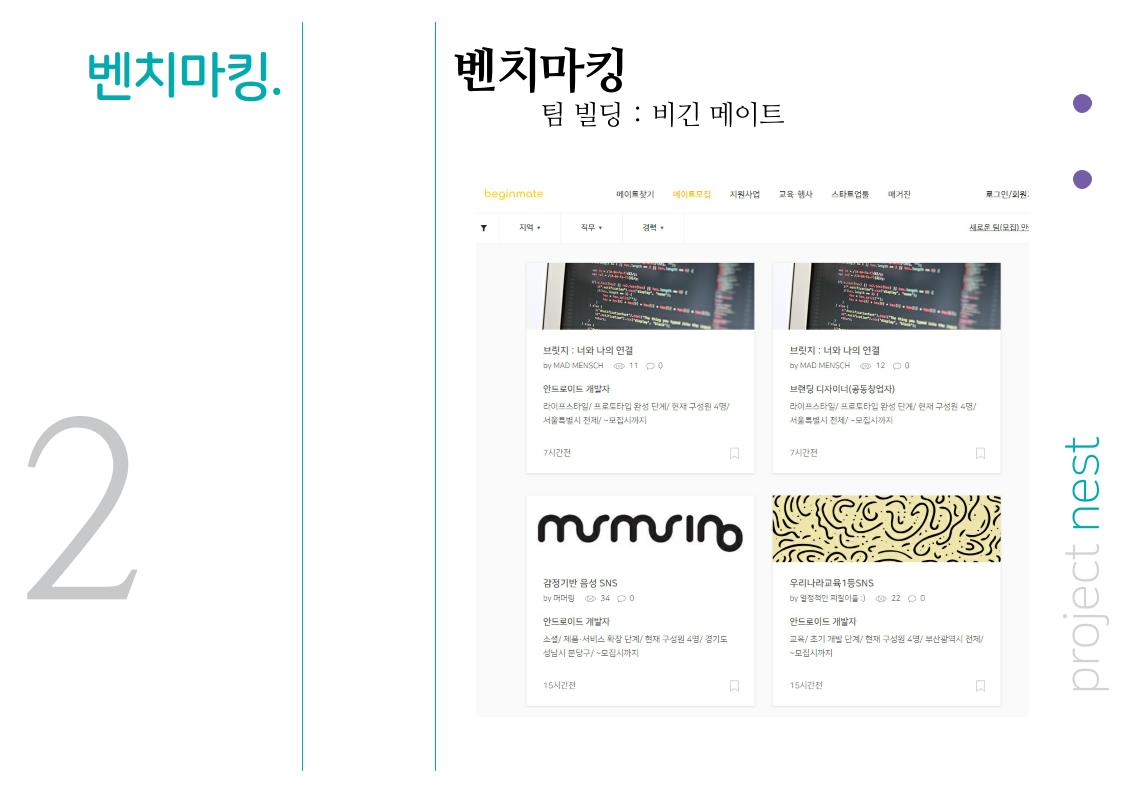 벤치마킹.
벤치마킹
팀 빌딩 : 비긴 메이트
2
project nest
beginmate
메이트찾기 메이트모집 지원사업 교육·행사 스타트업툴 매거진 로그인/회원
지역 ▾ 직무 ▾ 경력 ▾ 새로운 팀(모집) 만
브릿지 : 너와 나의 연결
by MAD MENSCH 11 0
안드로이드 개발자
라이프스타일/ 프로토타입 완성 단계/ 현재 구성원 4명/
서울특별시 전체/ ~모집시까지
7시간전
브릿지 : 너와 나의 연결
by MAD MENSCH 12 0
브랜딩 디자이너(공동창업자)
라이프스타일/ 프로토타입 완성 단계/ 현재 구성원 4명/
서울특별시 전체/ ~모집시까지
7시간전
감정기반 음성 SNS
by 머머링 34 0
안드로이드 개발자
소셜/ 제품·서비스 확장 단계/ 현재 구성원 4명/ 경기도
성남시 분당구/ ~모집시까지
15시간전
우리나라교육1등SNS
by 열정적인 찌질이들 :) 22 0
안드로이드 개발자
교육/ 초기 개발 단계/ 현재 구성원 4명/ 부산광역시 전체/
~모집시까지
15시간전